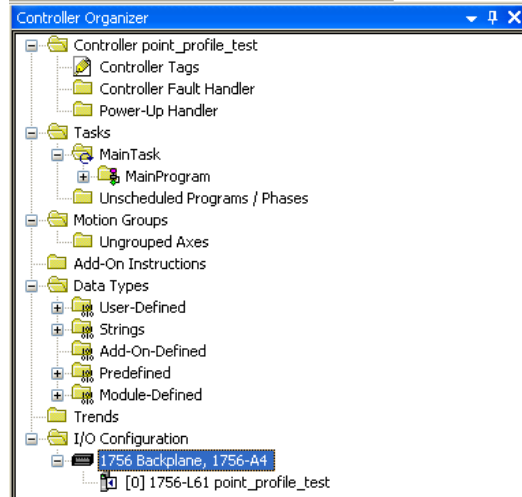 Controller Organizer
Controller point_profile_test
Controller Tags
Controller Fault Handler
Power-Up Handler
Tasks
MainTask
MainProgram
Unscheduled Programs / Phases
Motion Groups
Ungrouped Axes
Add-On Instructions
Data Types
User-Defined
Strings
Add-On-Defined
Predefined
Module-Defined
Trends
I/O Configuration
1756 Backplane, 1756-A4
[0] 1756-L61 point_profile_test